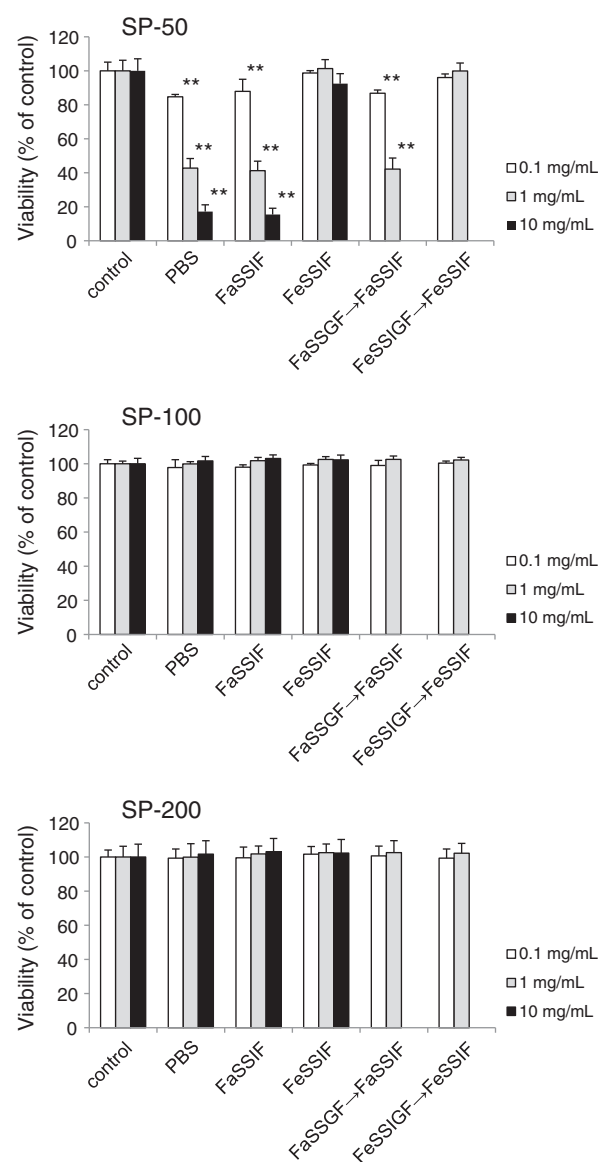 SP-50
Viability (% of control)
120
100
80
60
40
20
0
**
**
**
**
**
**
**
**
control
PBS
FaSSIF
FeSSIF
FaSSGF→FaSSIF
FeSSIGF→FeSSIF
0.1 mg/mL
1 mg/mL
10 mg/mL
SP-100
Viability (% of control)
120
100
80
60
40
20
0
control
PBS
FaSSIF
FeSSIF
FaSSGF→FaSSIF
FeSSIGF→FeSSIF
0.1 mg/mL
1 mg/mL
10 mg/mL
SP-200
Viability (% of control)
120
100
80
60
40
20
0
control
PBS
FaSSIF
FeSSIF
FaSSGF→FaSSIF
FeSSIGF→FeSSIF
0.1 mg/mL
1 mg/mL
10 mg/mL